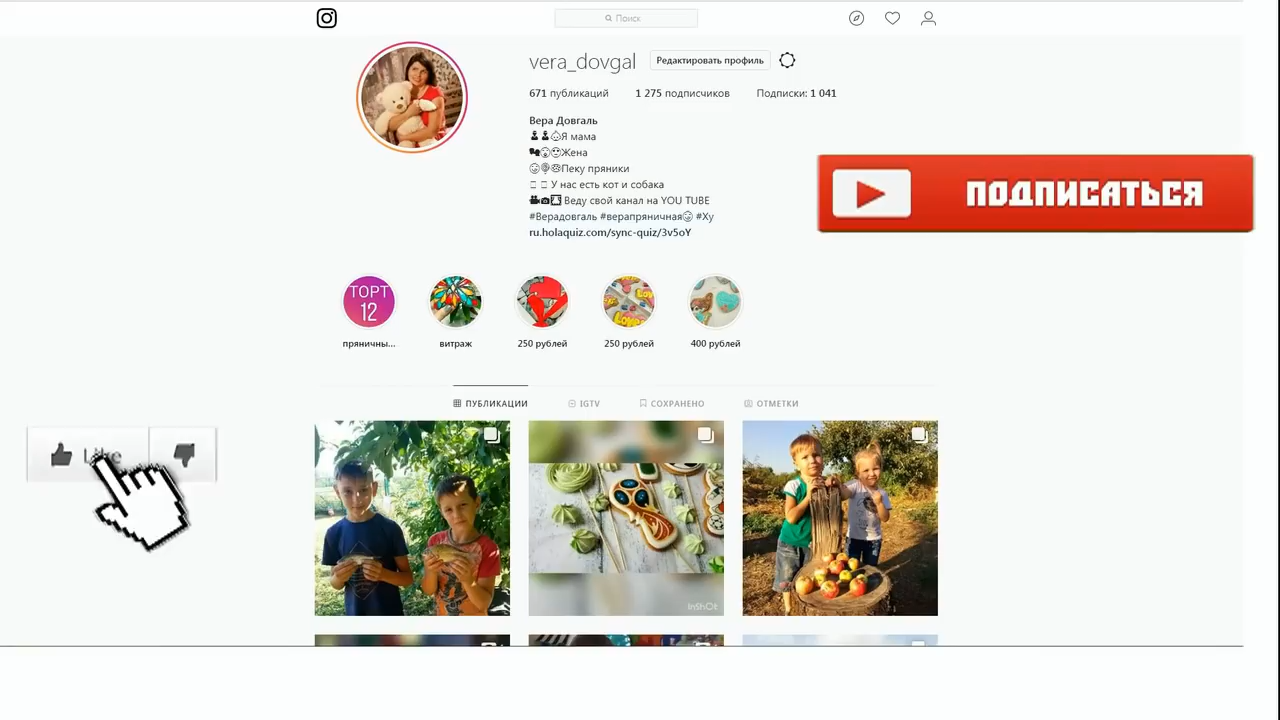 Поиск
vera_dovgal Редактировать профиль
671 публикаций 1 275 подписчиков Подписки: 1 041
Вера Довгаль
Я мама
Жена
Пеку пряники
У нас есть кот и собака
Веду свой канал на YOU TUBE
#Верадовгаль #верапряничная #Ху
ru.holaquiz.com/sync-quiz/3v5oY
ПОДПИСАТЬСЯ
ТОРТ
12
пряничны... витраж 250 рублей 250 рублей 400 рублей
ПУБЛИКАЦИИ IGTV СОХРАНЕНО ОТМЕТКИ
Like
InShOt